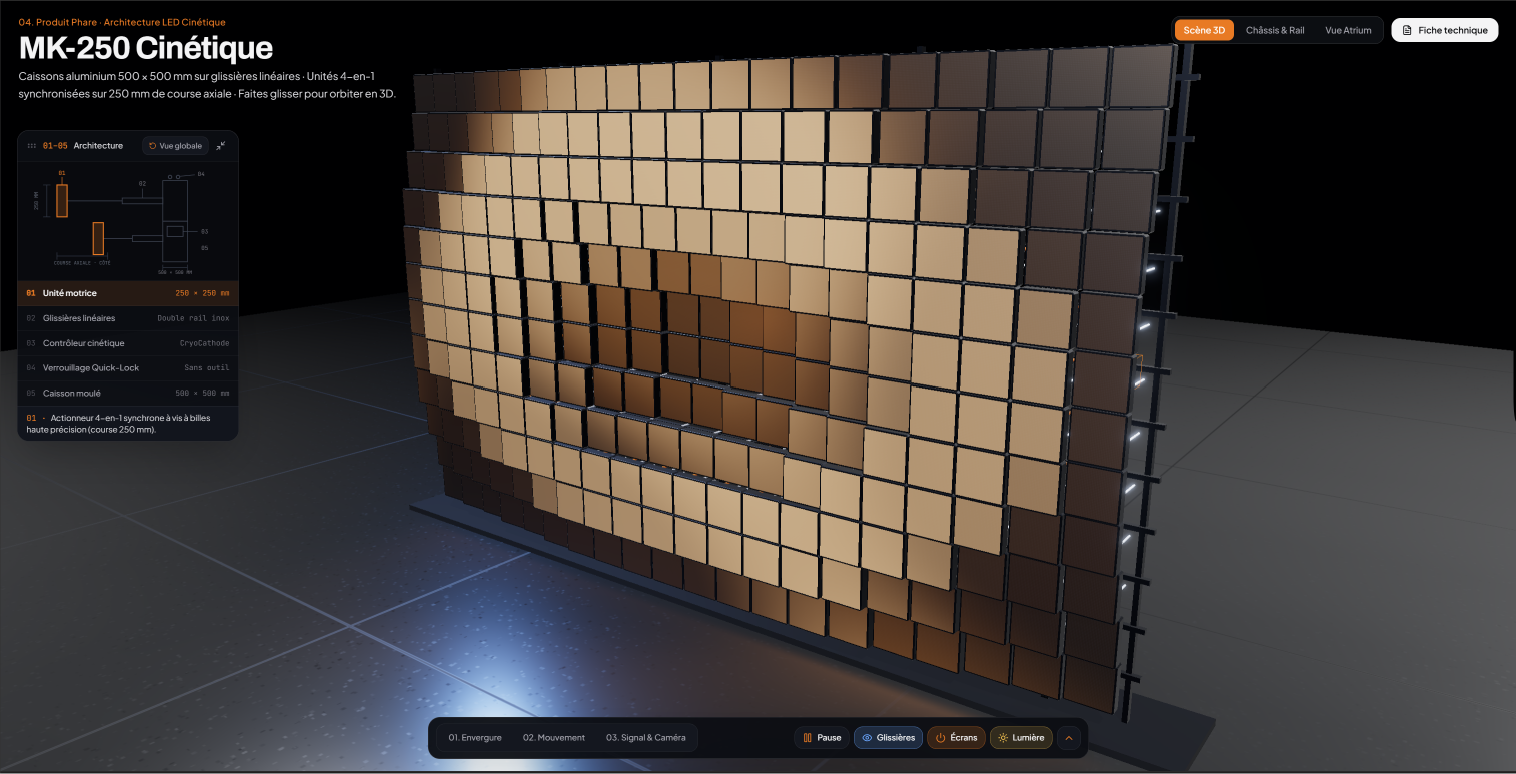 04. Produit Phare · Architecture LED Cinétique
MK-250 Cinétique
Caissons aluminium 500 × 500 mm sur glissières linéaires · Unités 4-en-1
synchronisées sur 250 mm de course axiale · Faites glisser pour orbiter en 3D.
Scène 3D
Châssis & Rail
Vue Atrium
Fiche technique
01-05 Architecture
Vue globale
01
02
04
250 MM
03
05
COURSE AXIALE · CÔTÉ
500 × 500 MM
01 Unité motrice 250 × 250 mm
02 Glissières linéaires Double rail inox
03 Contrôleur cinétique CryoCathode
04 Verrouillage Quick-Lock Sans outil
05 Caisson moulé 500 × 500 mm
01 · Actionneur 4-en-1 synchrone à vis à billes
haute précision (course 250 mm).
01. Envergure
02. Mouvement
03. Signal & Caméra
Pause
Glissières
Écrans
Lumière